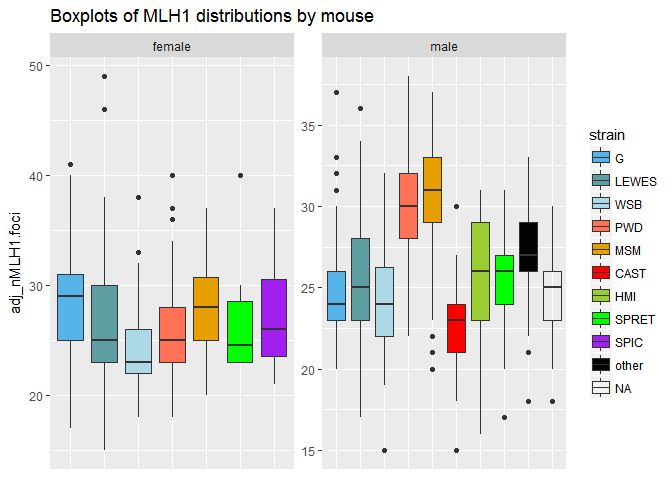 Boxplots of MLH1 distributions by mouse
female
male
adj_nMLH1.foci
50
40
30
20
35
30
25
20
15
strain
G
LEWES
WSB
PWD
MSM
CAST
HMI
SPRET
SPIC
other
NA